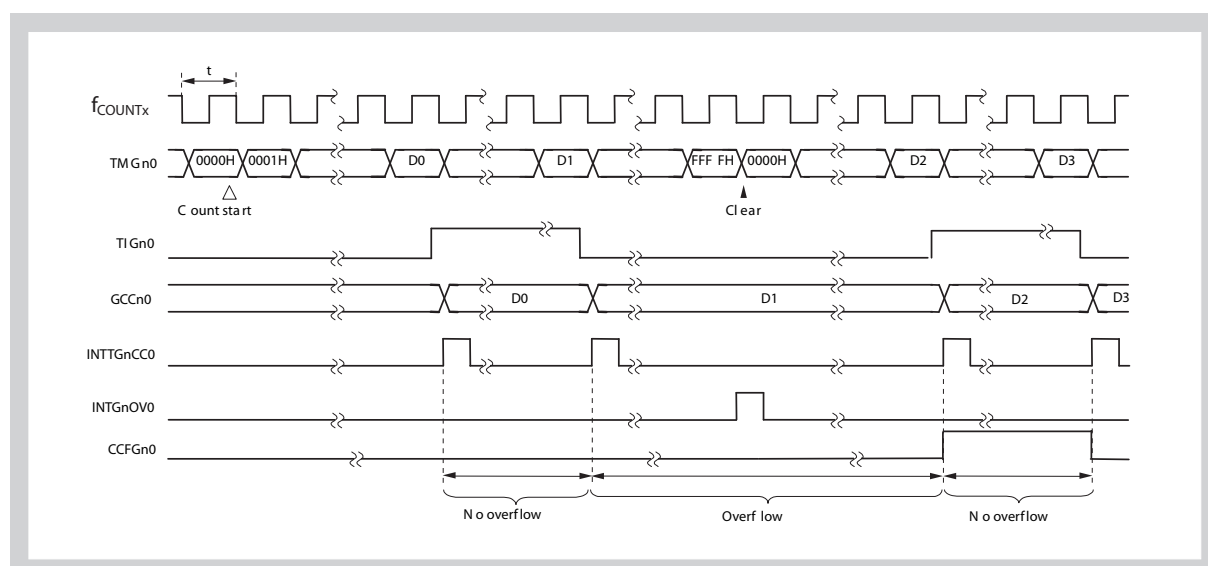 t
fCOUNTx
TMGn0 0000H 0001H D0 D1 FFFFH 0000H D2 D3
Count start Clear
TIGn0
GCCn0 D0 D1 D2 D3
INTTGnCC0
INTGnOV0
CCFGn0
No overflow Overflow No overflow